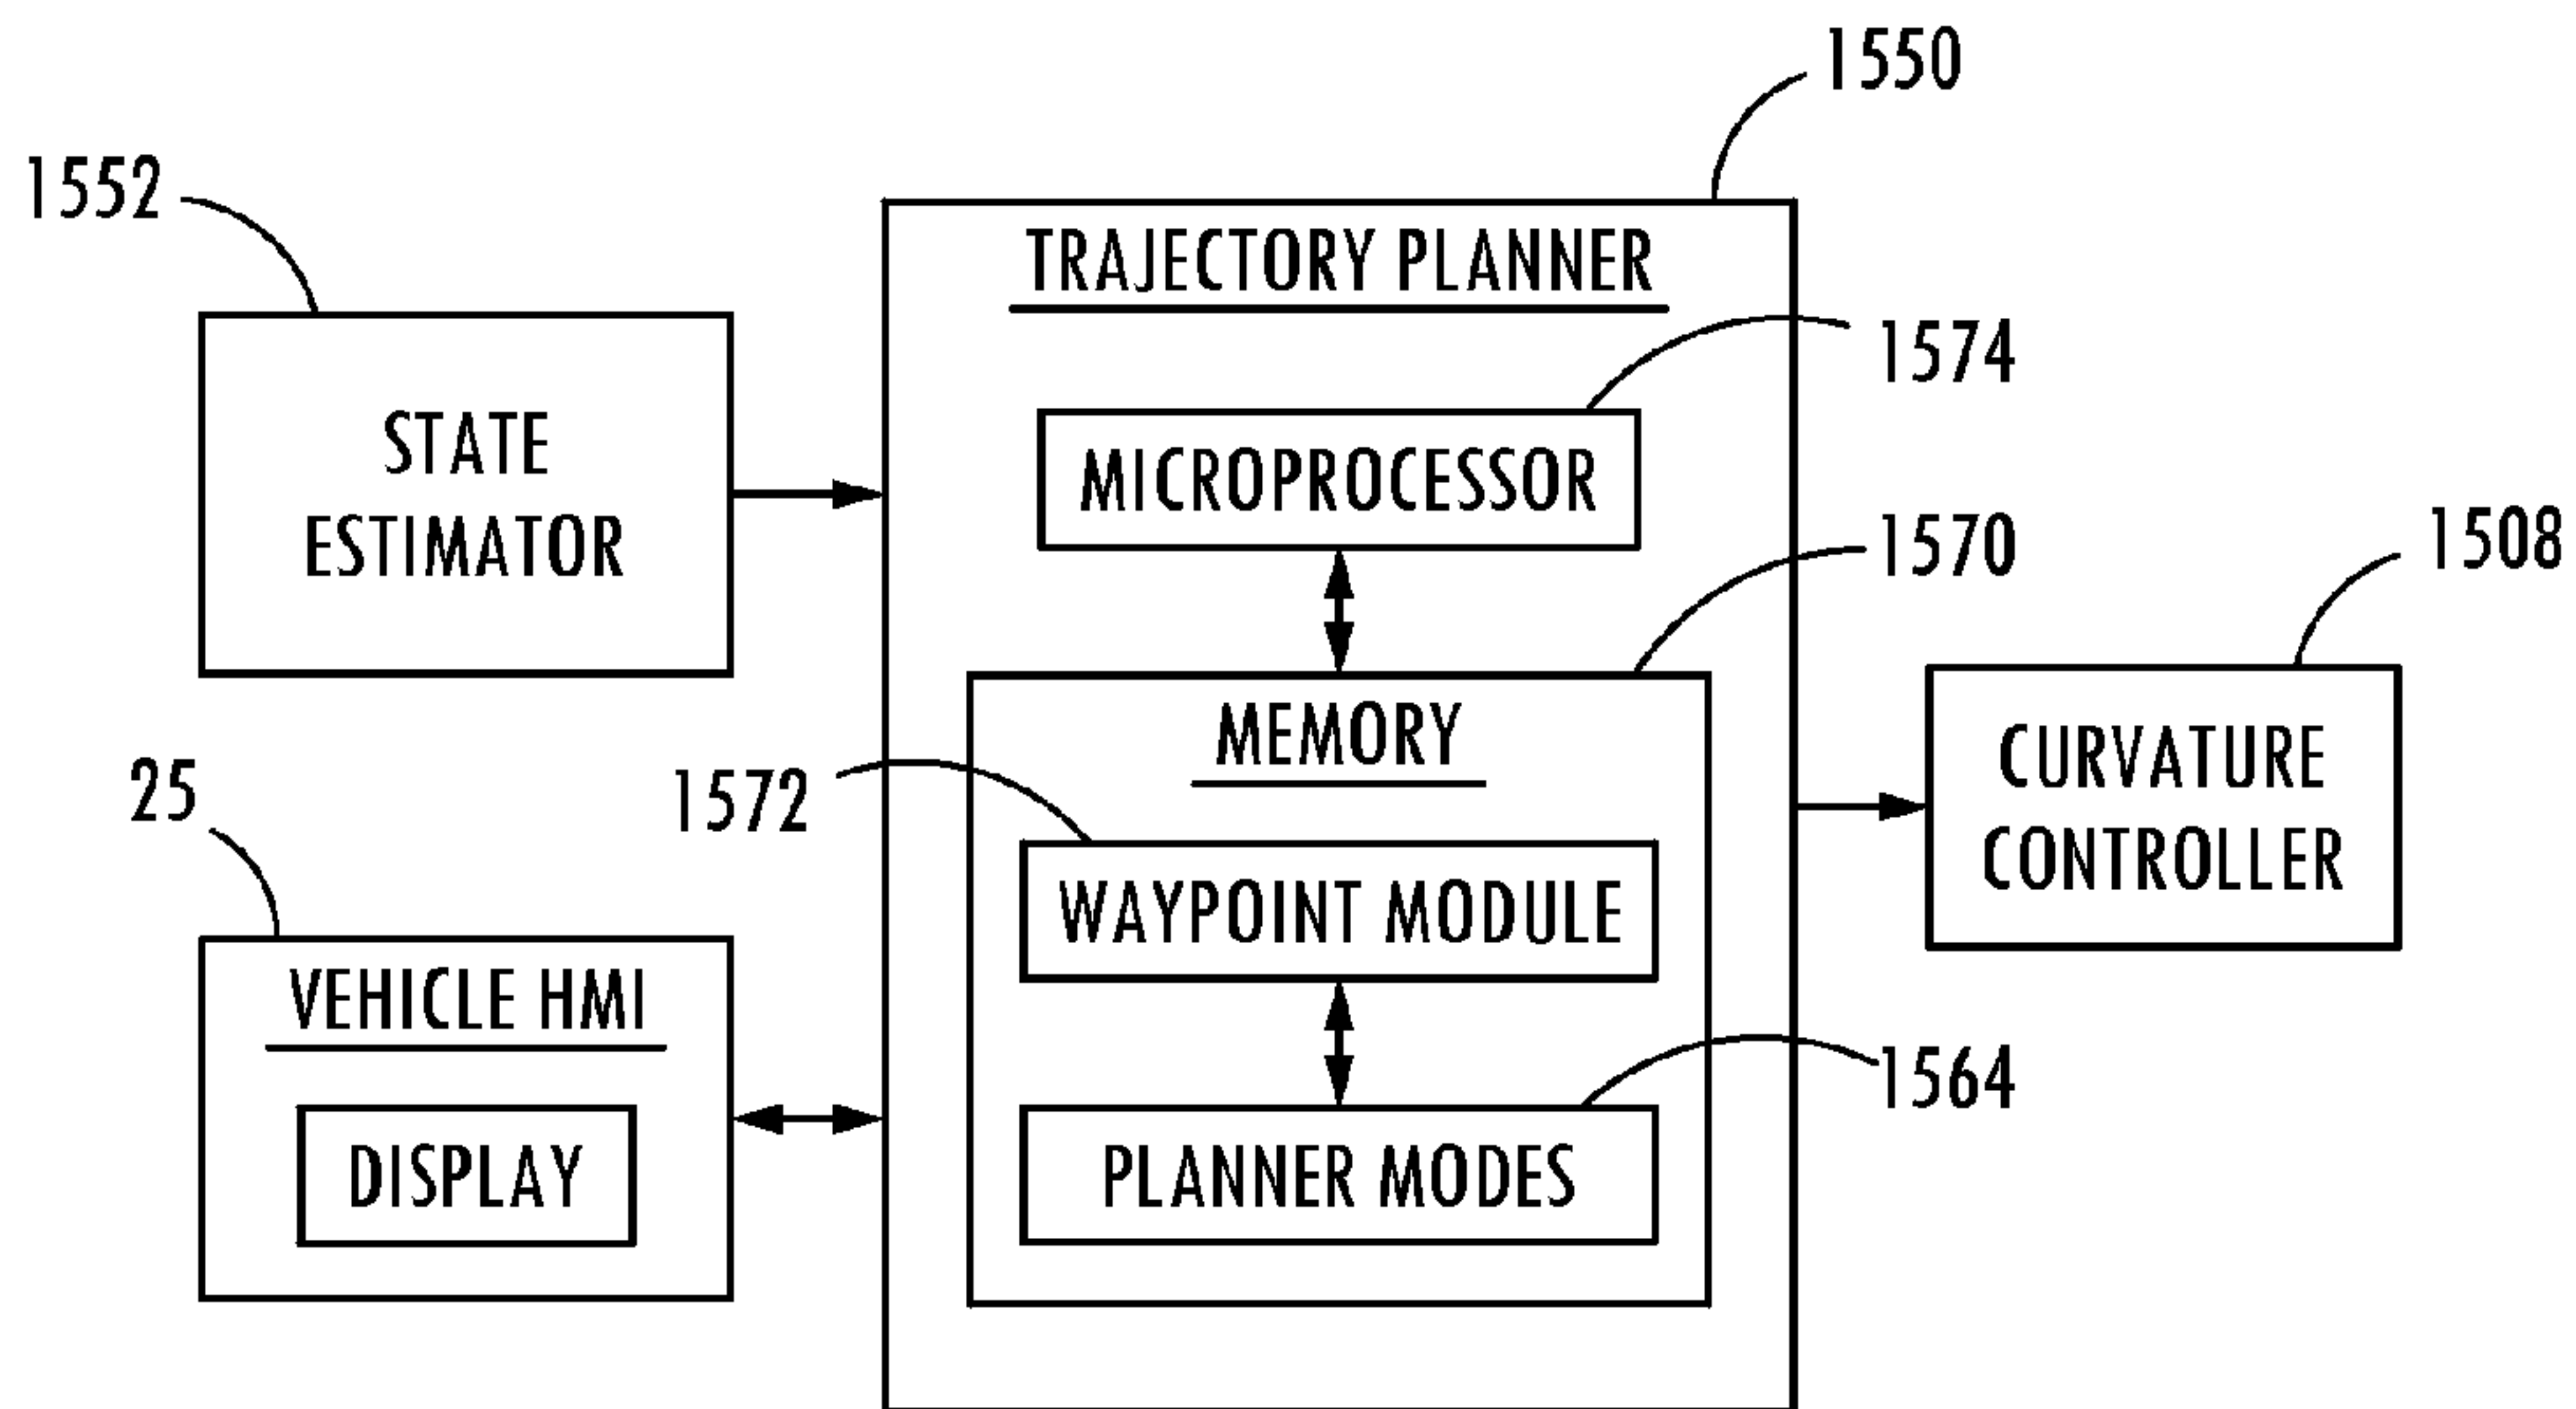 1550
1552
TRAJECTORY PLANNER
1574
STATE
ESTIMATOR
MICROPROCESSOR
1570
1508
MEMORY
1572
25
CURVATURE
CONTROLLER
WAYPOINT MODULE
VEHICLE HMI
1564
DISPLAY
PLANNER MODES